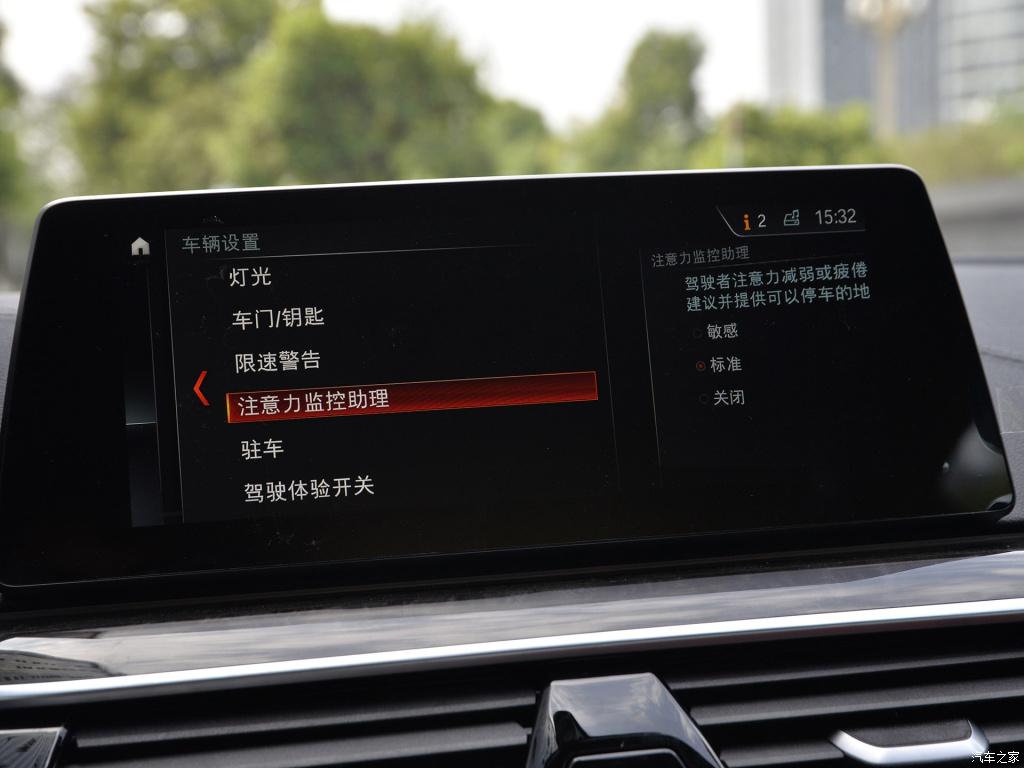 车辆设置
灯光
车门/钥匙
限速警告
注意力监控助理
驻车
驾驶体验开关
i 2 15:32
注意力监控助理
驾驶者注意力减弱或疲倦
建议并提供可以停车的地
敏感
标准
关闭
汽车之家